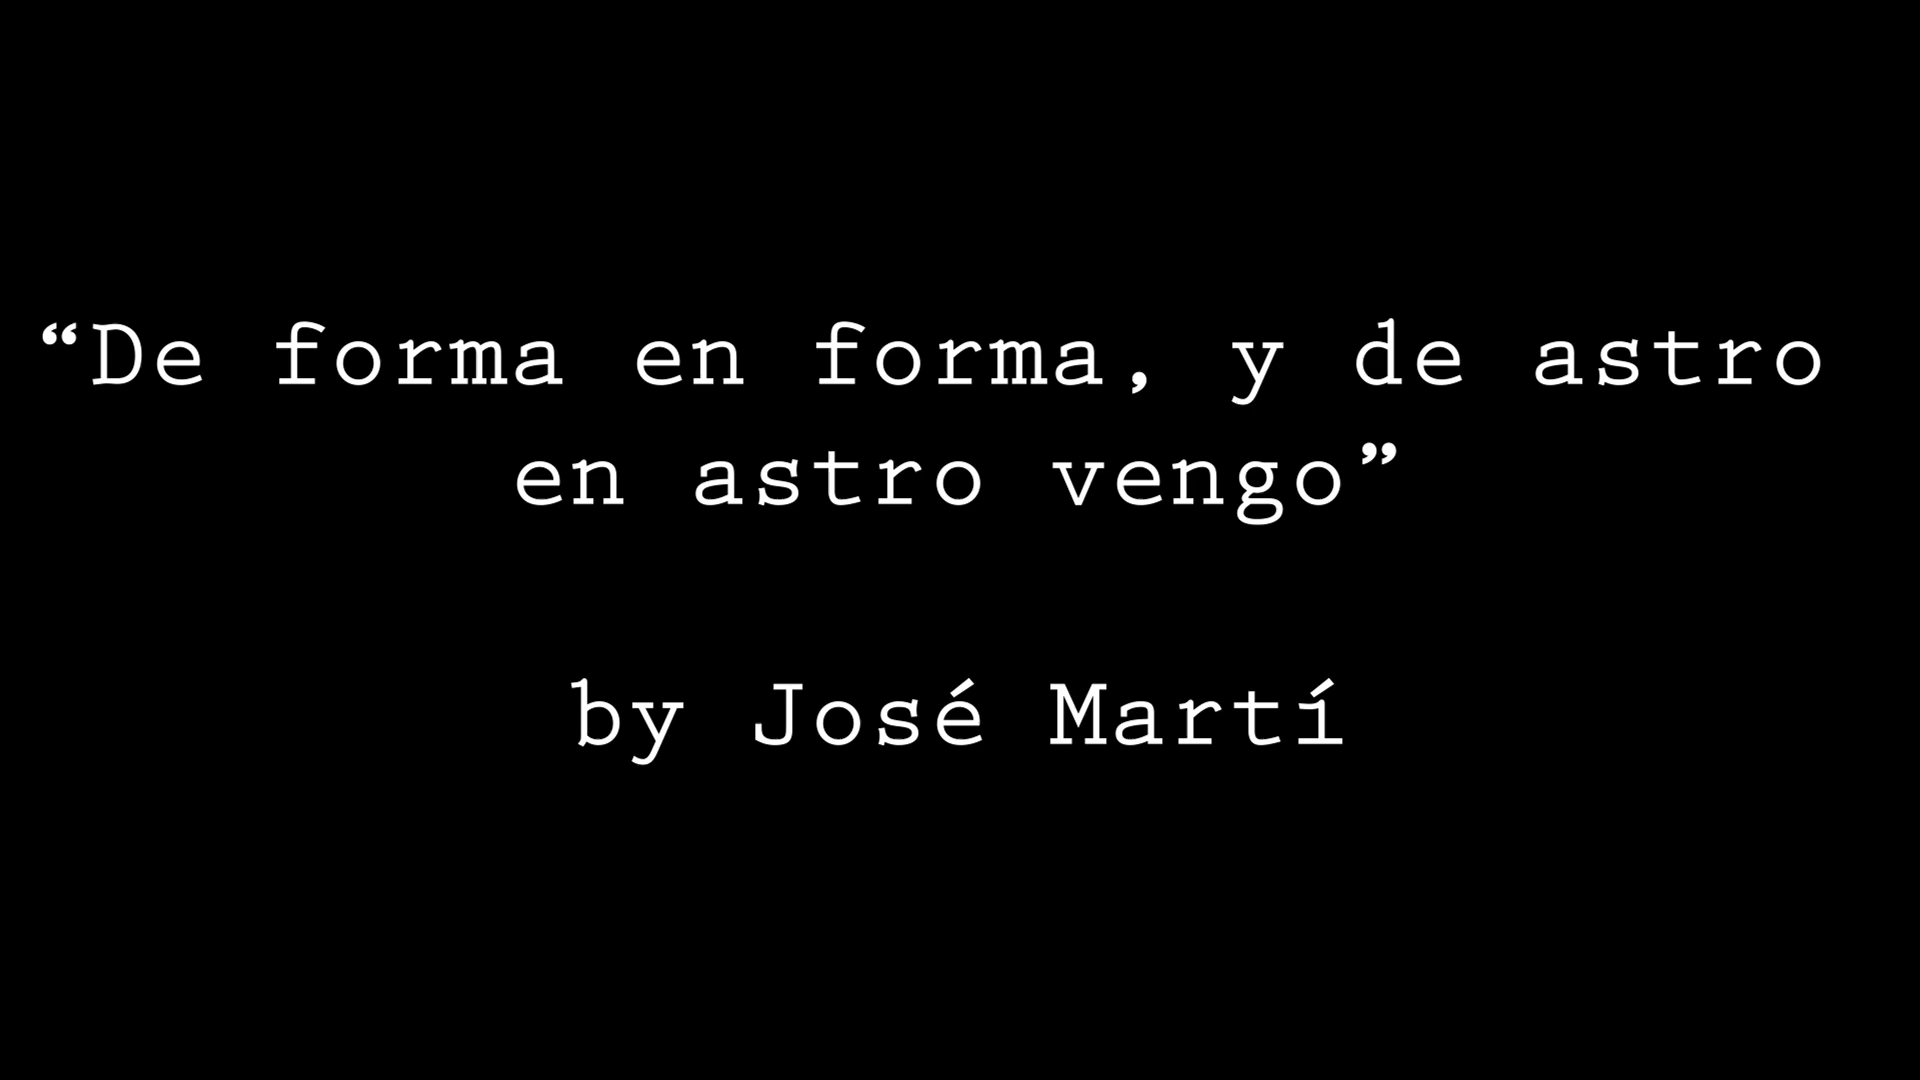 “De forma en forma, y de astro
en astro vengo”
by José Martí